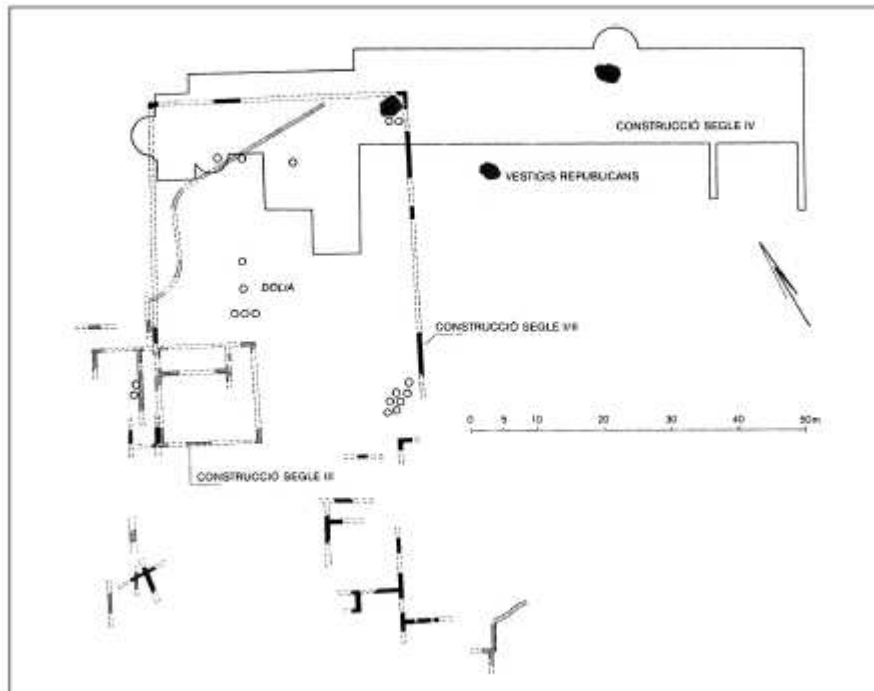 CONSTRUCCIÓ SEGLE IV
VESTIGIS REPUBLICANS
DOLIA
CONSTRUCCIÓ SEGLE I/II
0 5 10 20 30 40 50m
CONSTRUCCIÓ SEGLE III